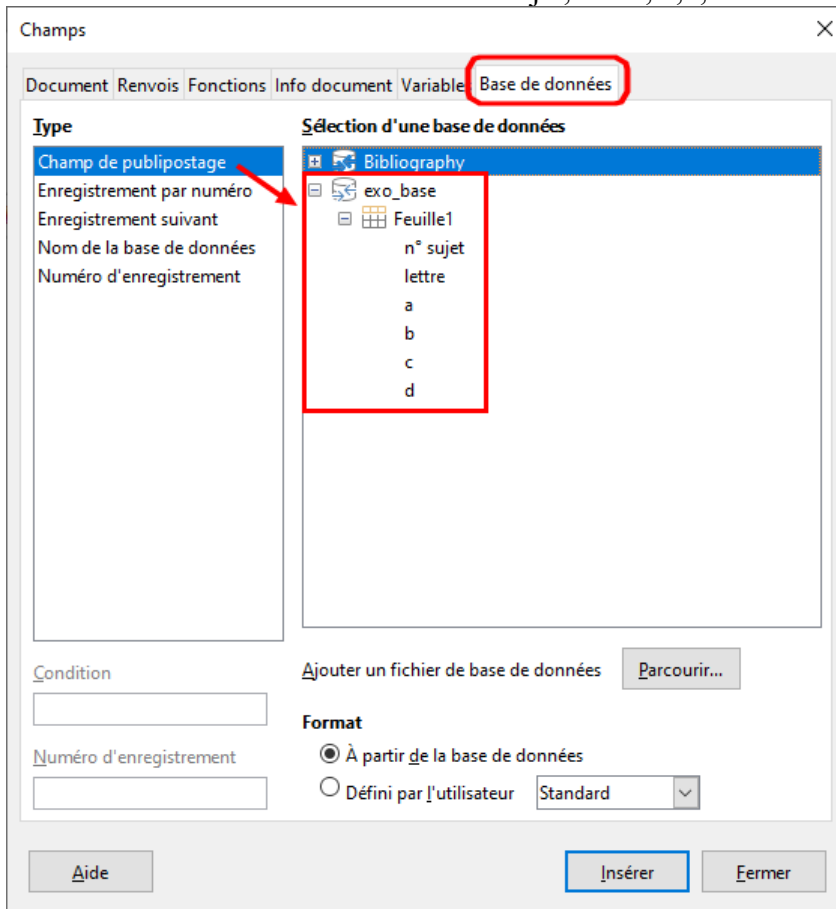 Champs
Document Renvois Fonctions Info document Variables Base de données
Type
Champ de publipostage
Enregistrement par numéro
Enregistrement suivant
Nom de la base de données
Numéro d'enregistrement
Sélection d'une base de données
Bibliography
exo_base
Feuille1
n° sujet
lettre
a
b
c
d
Condition
Numéro d'enregistrement
Ajouter un fichier de base de données Parcourir...
Format
À partir de la base de données
Défini par l'utilisateur Standard
Aide Insérer Fermer